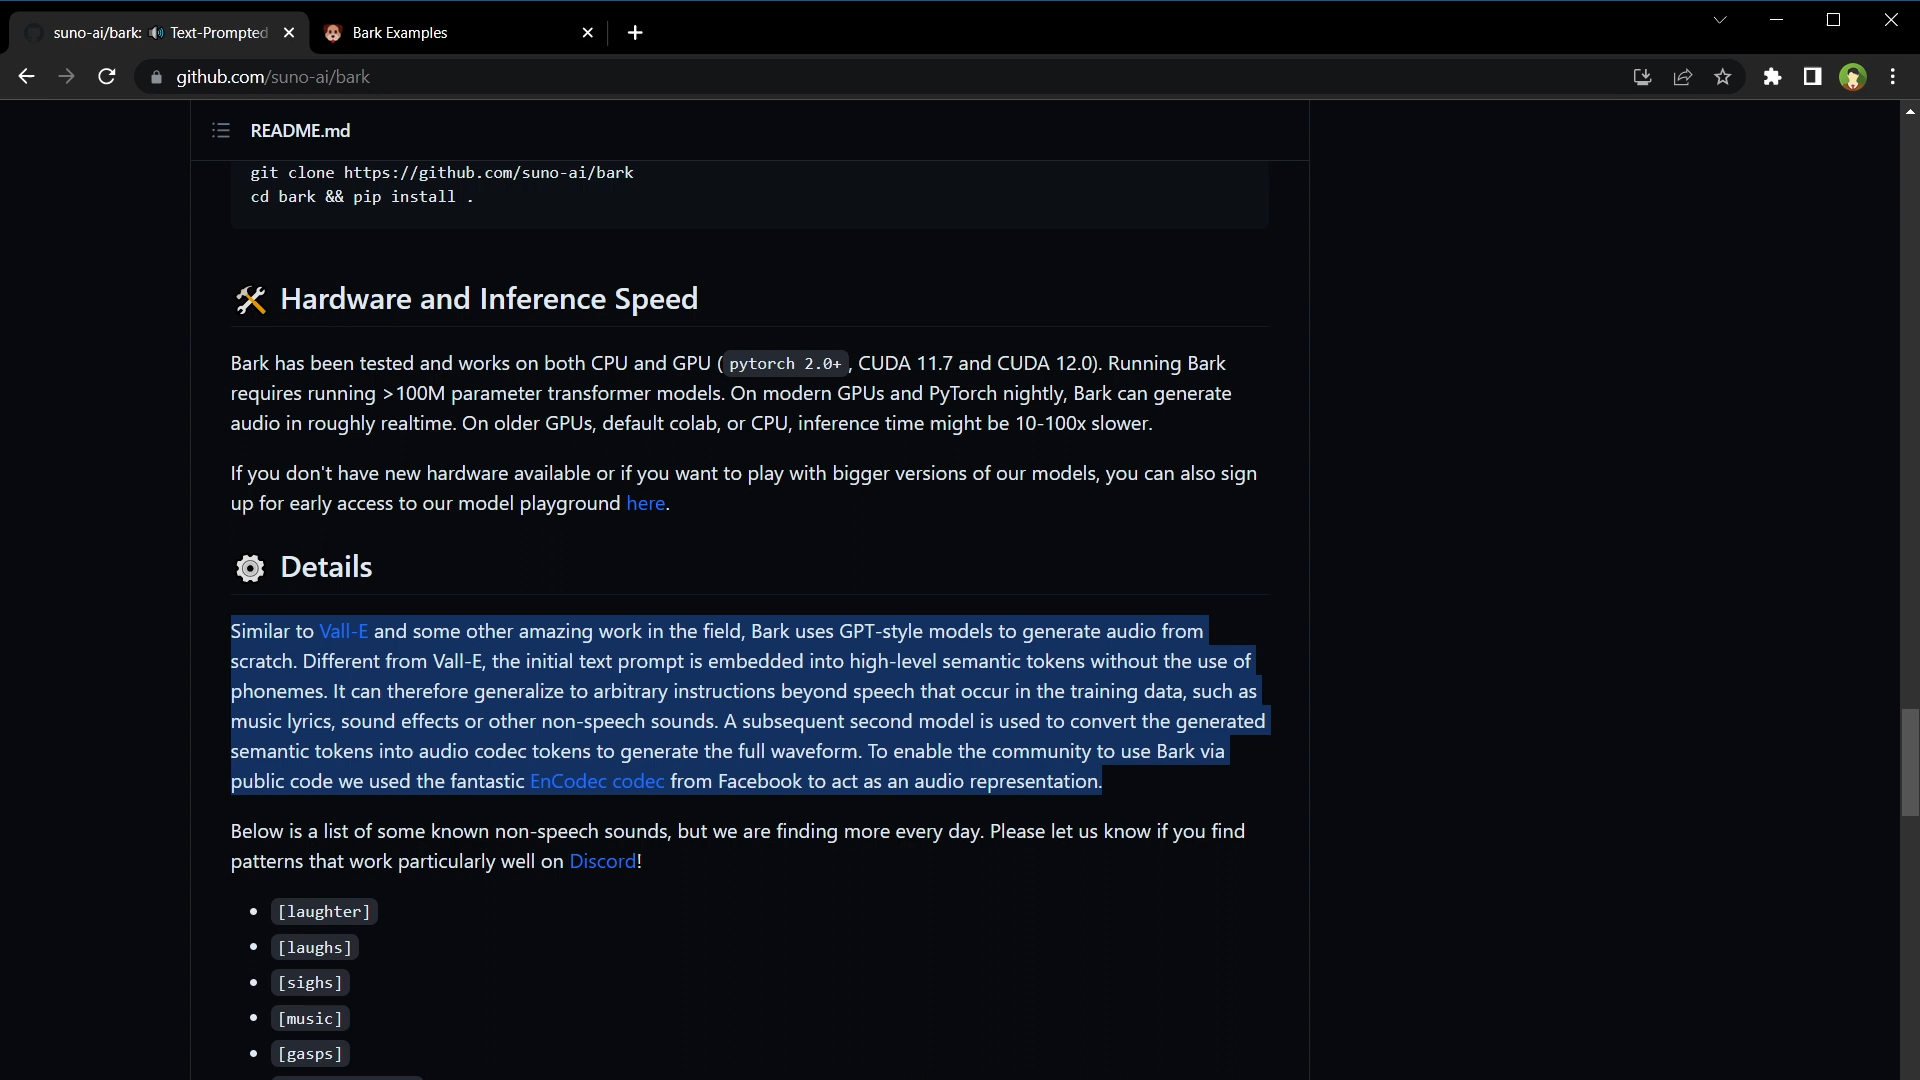 suno-ai/bark: 🔊 Text-Prompted
Bark Examples
github.com/suno-ai/bark
README.md
git clone https://github.com/suno-ai/bark
cd bark && pip install .
🛠 Hardware and Inference Speed
Bark has been tested and works on both CPU and GPU (pytorch 2.0+, CUDA 11.7 and CUDA 12.0). Running Bark
requires running >100M parameter transformer models. On modern GPUs and PyTorch nightly, Bark can generate
audio in roughly realtime. On older GPUs, default colab, or CPU, inference time might be 10-100x slower.
If you don't have new hardware available or if you want to play with bigger versions of our models, you can also sign
up for early access to our model playground here.
⚙ Details
Similar to Vall-E and some other amazing work in the field, Bark uses GPT-style models to generate audio from
scratch. Different from Vall-E, the initial text prompt is embedded into high-level semantic tokens without the use of
phonemes. It can therefore generalize to arbitrary instructions beyond speech that occur in the training data, such as
music lyrics, sound effects or other non-speech sounds. A subsequent second model is used to convert the generated
semantic tokens into audio codec tokens to generate the full waveform. To enable the community to use Bark via
public code we used the fantastic EnCodec codec from Facebook to act as an audio representation.
Below is a list of some known non-speech sounds, but we are finding more every day. Please let us know if you find
patterns that work particularly well on Discord!
• [laughter]
• [laughs]
• [sighs]
• [music]
• [gasps]